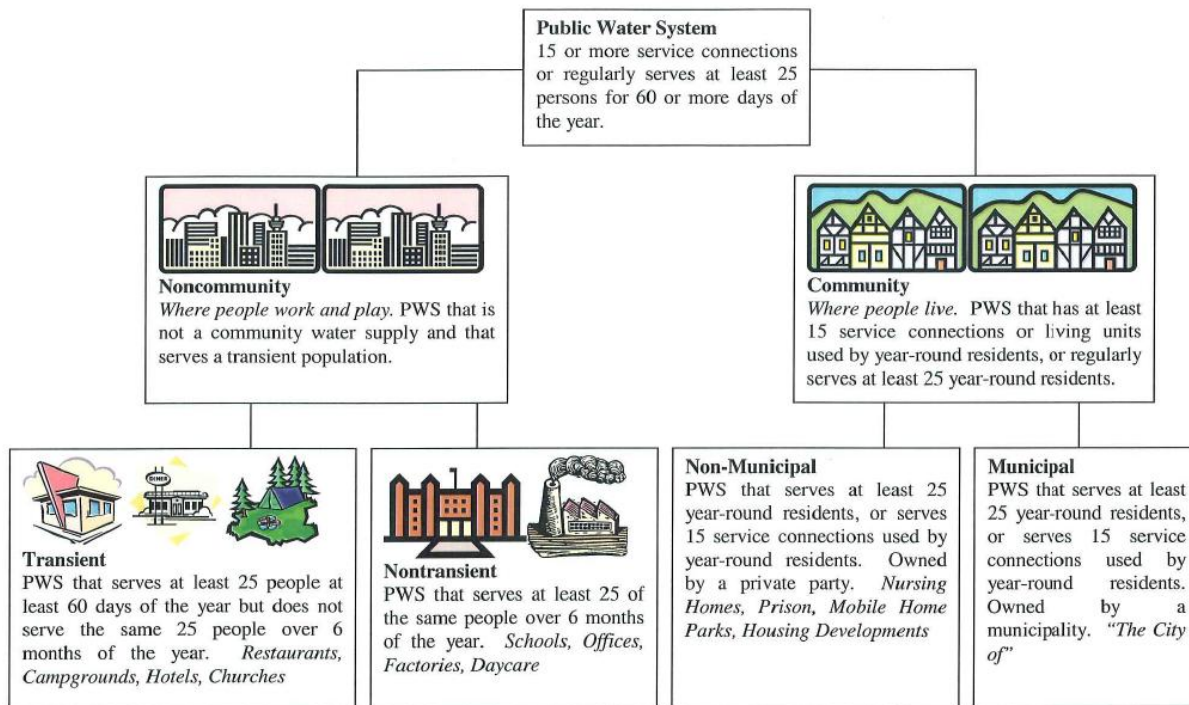 Public Water System
15 or more service connections
or regularly serves at least 25
persons for 60 or more days of
the year.
Noncommunity
Where people work and play. PWS that is
not a community water supply and that
serves a transient population.
Community
Where people live. PWS that has at least
15 service connections or living units
used by year-round residents, or regularly
serves at least 25 year-round residents.
DINER
Transient
PWS that serves at least 25 people at
least 60 days of the year but does not
serve the same 25 people over 6
months of the year. Restaurants,
Campgrounds, Hotels, Churches
Nontransient
PWS that serves at least 25 of
the same people over 6 months
of the year. Schools, Offices,
Factories, Daycare
Non-Municipal
PWS that serves at least 25
year-round residents, or serves
15 service connections used by
year-round residents. Owned
by a private party. Nursing
Homes, Prison, Mobile Home
Parks, Housing Developments
Municipal
PWS that serves at least
25 year-round residents,
or serves 15 service
connections used by
year-round residents.
Owned by a
municipality. “The City
of”